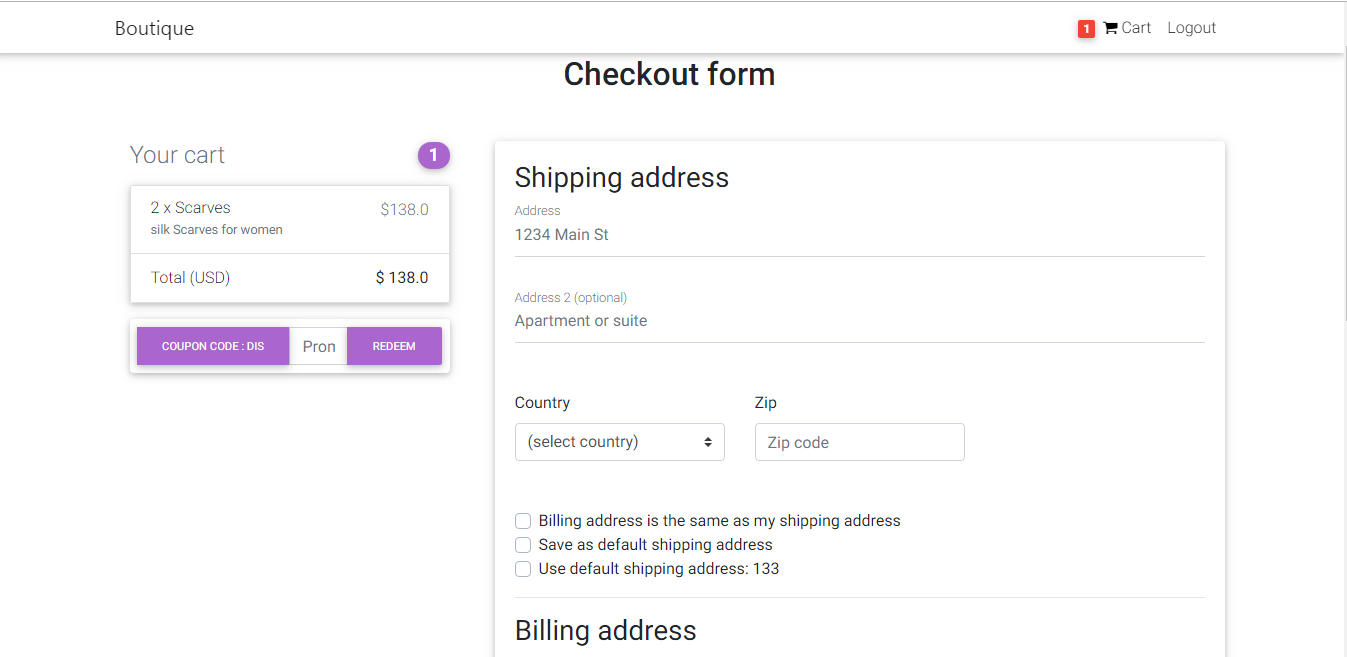 Boutique
1 Cart Logout
Checkout form
Your cart 1
2 x Scarves $138.0
silk Scarves for women
Total (USD) $ 138.0
COUPON CODE : DIS Pron REDEEM
Shipping address
Address
1234 Main St
Address 2 (optional)
Apartment or suite
Country Zip
(select country) Zip code
Billing address is the same as my shipping address
Save as default shipping address
Use default shipping address: 133
Billing address